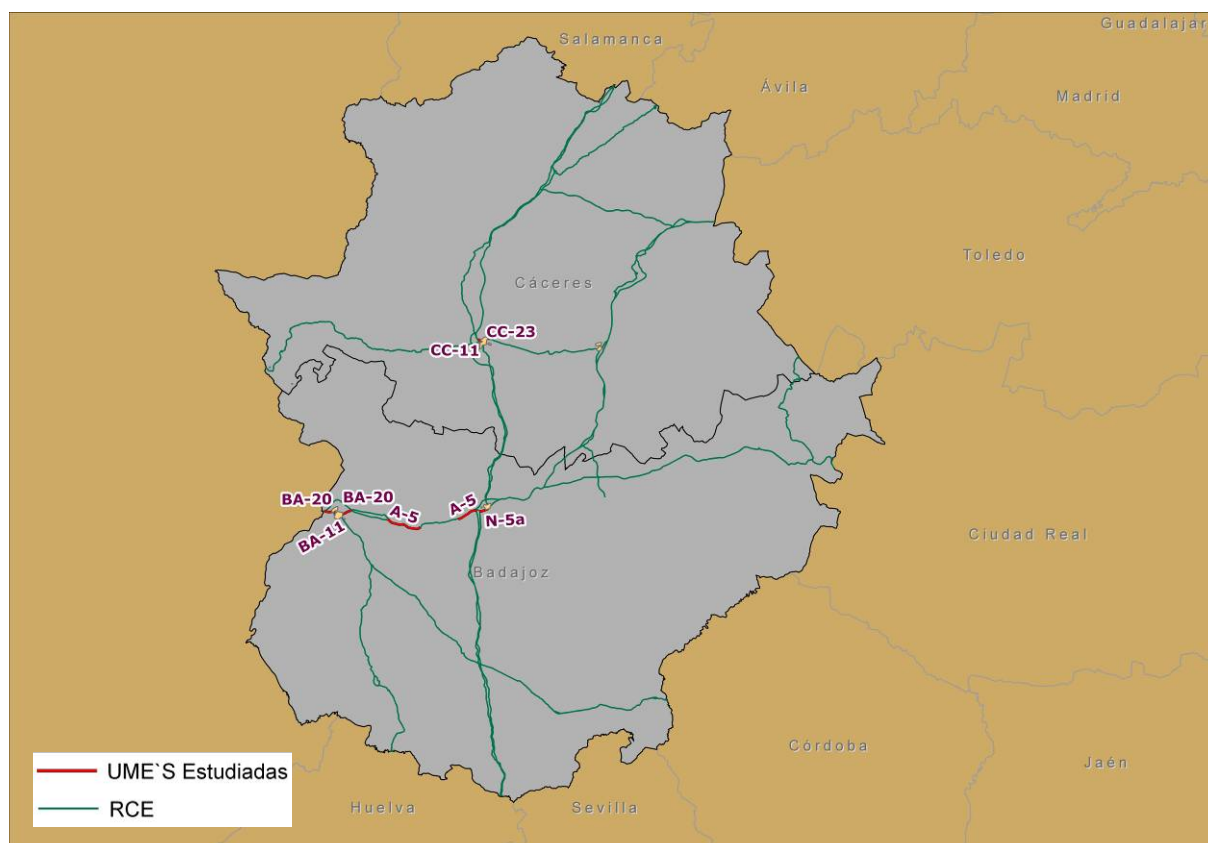 Guadalajar
Salamanca
Ávila
Madrid
Toledo
Cáceres
CC-23
CC-11
BA-20
BA-20
A-5
A-5
N-5a
BA-11
Ciudad Real
Badajoz
Córdoba
Jaén
Huelva
Sevilla
UME`S Estudiadas
RCE